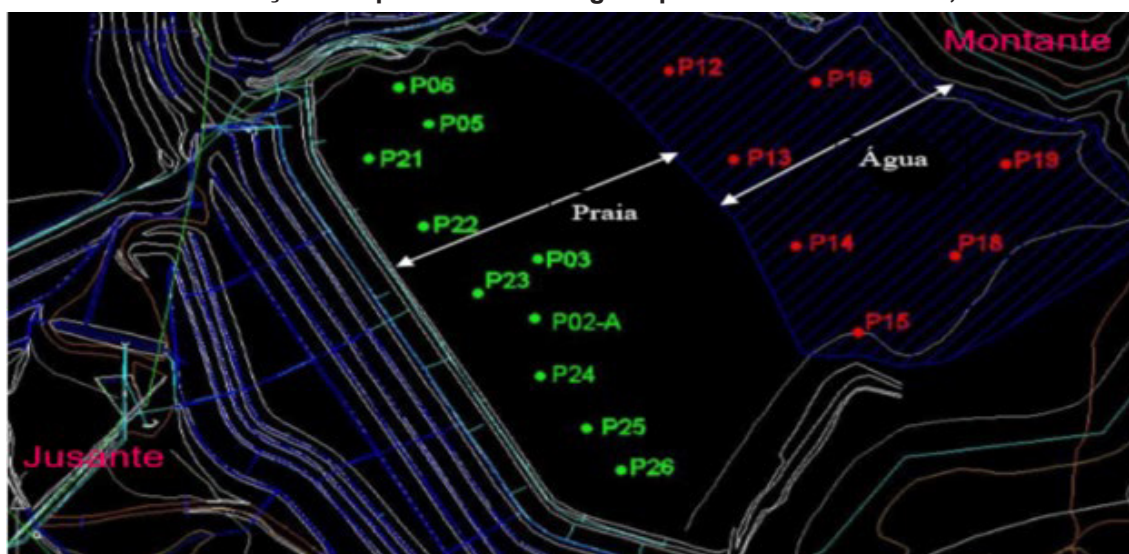 Montante
P12
P16
P06
P05
P21
P13
Água
P19
Praia
P22
P14
P18
P03
P23
P02-A
P15
P24
P25
Jusante
P26